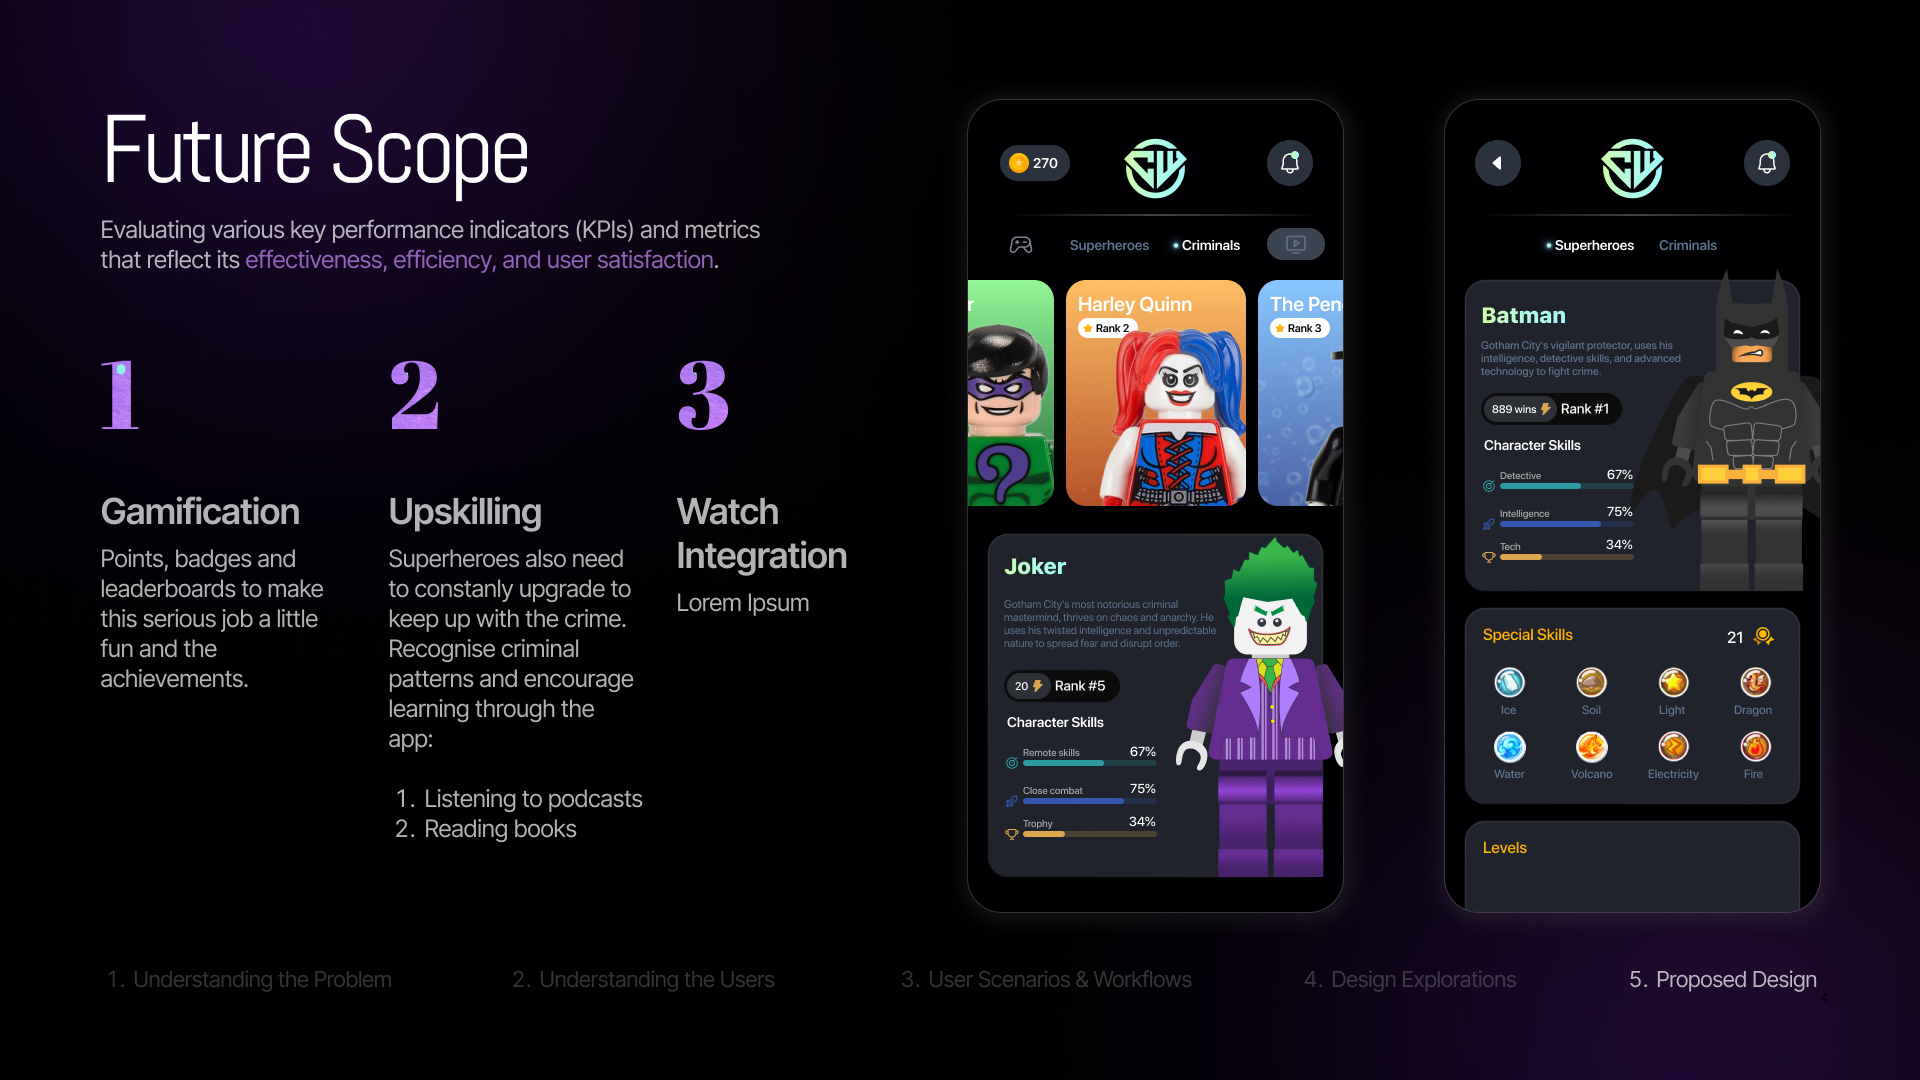 Future Scope
Evaluating various key performance indicators (KPIs) and metrics
that reflect its effectiveness, efficiency, and user satisfaction.
1
Gamification
Points, badges and
leaderboards to make
this serious job a little
fun and the
achievements.
2
Upskilling
Superheroes also need
to constanly upgrade to
keep up with the crime.
Recognise criminal
patterns and encourage
learning through the
app:
1. Listening to podcasts
2. Reading books
3
Watch
Integration
Lorem Ipsum
270
Superheroes
Criminals
r
Harley Quinn
Rank 2
The Pen
Rank 3
?
Joker
Gotham City's most notorious criminal
mastermind, thrives on chaos and anarchy. He
uses his twisted intelligence and unpredictable
nature to spread fear and disrupt order.
20
Rank #5
Character Skills
Remote skills 67%
Close combat 75%
Trophy 34%
Superheroes
Criminals
Batman
Gotham City's vigilant protector, uses his
intelligence, detective skills, and advanced
technology to fight crime.
889 wins
Rank #1
Character Skills
Detective 67%
Intelligence 75%
Tech 34%
Special Skills
21
Ice
Soil
Light
Dragon
Water
Volcano
Electricity
Fire
Levels
1. Understanding the Problem
2. Understanding the Users
3. User Scenarios & Workflows
4. Design Explorations
5. Proposed Design
4